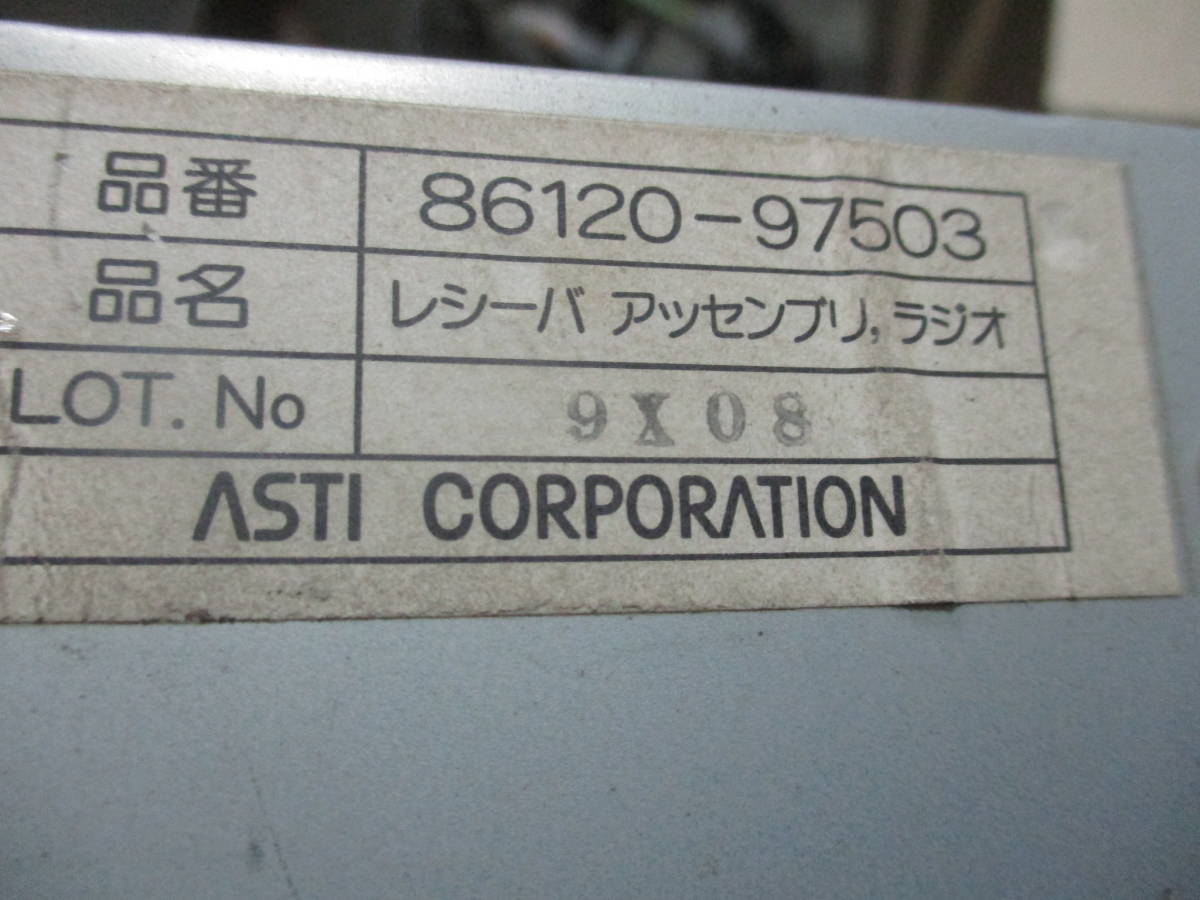 品番 86120-97503
品名 レシーバ アッセンブリ,ラジオ
LOT. No 9X08
ASTI CORPORATION